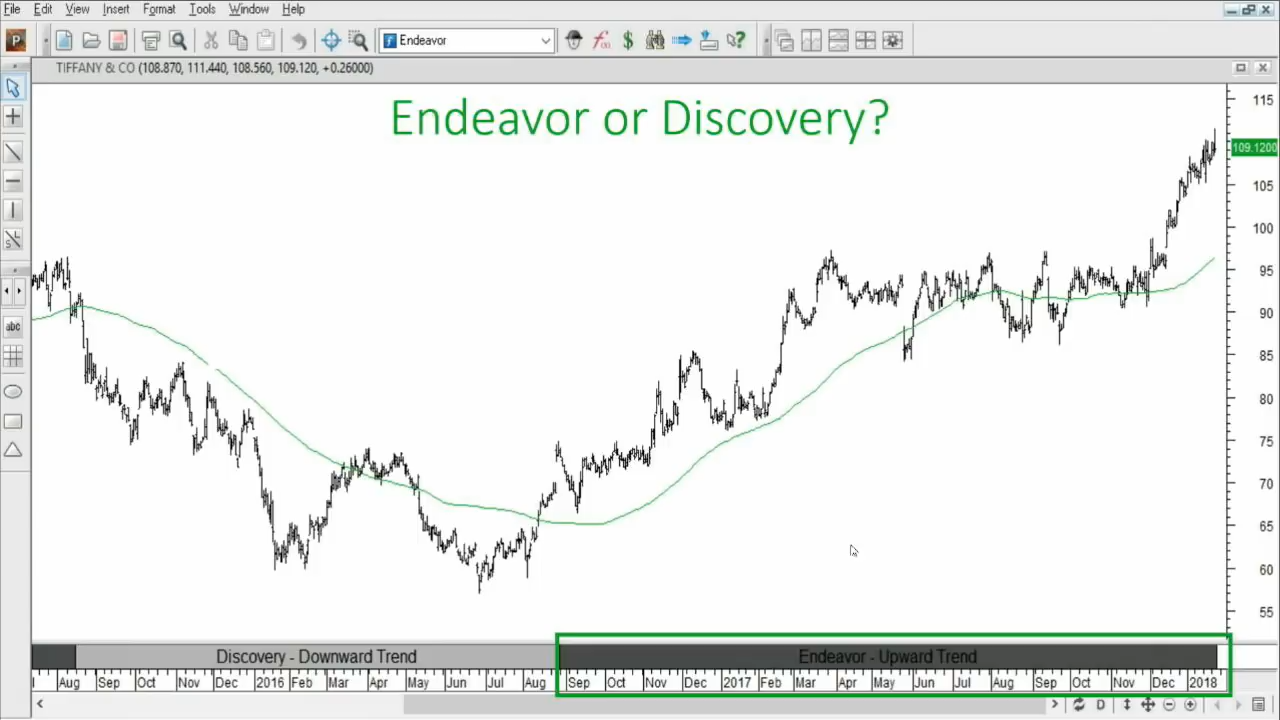 File Edit View Insert Format Tools Window Help
P Endeavor
TIFFANY & CO (108.870, 111.440, 108.560, 109.120, +0.26000)
Endeavor or Discovery?
115
109.1200
105
100
95
90
85
80
75
70
65
60
55
abc
Discovery - Downward Trend Endeavor - Upward Trend
Aug Sep Oct Nov Dec 2016 Feb Mar Apr May Jun Jul Aug Sep Oct Nov Dec 2017 Feb Mar Apr May Jun Jul Aug Sep Oct Nov Dec 2018
D